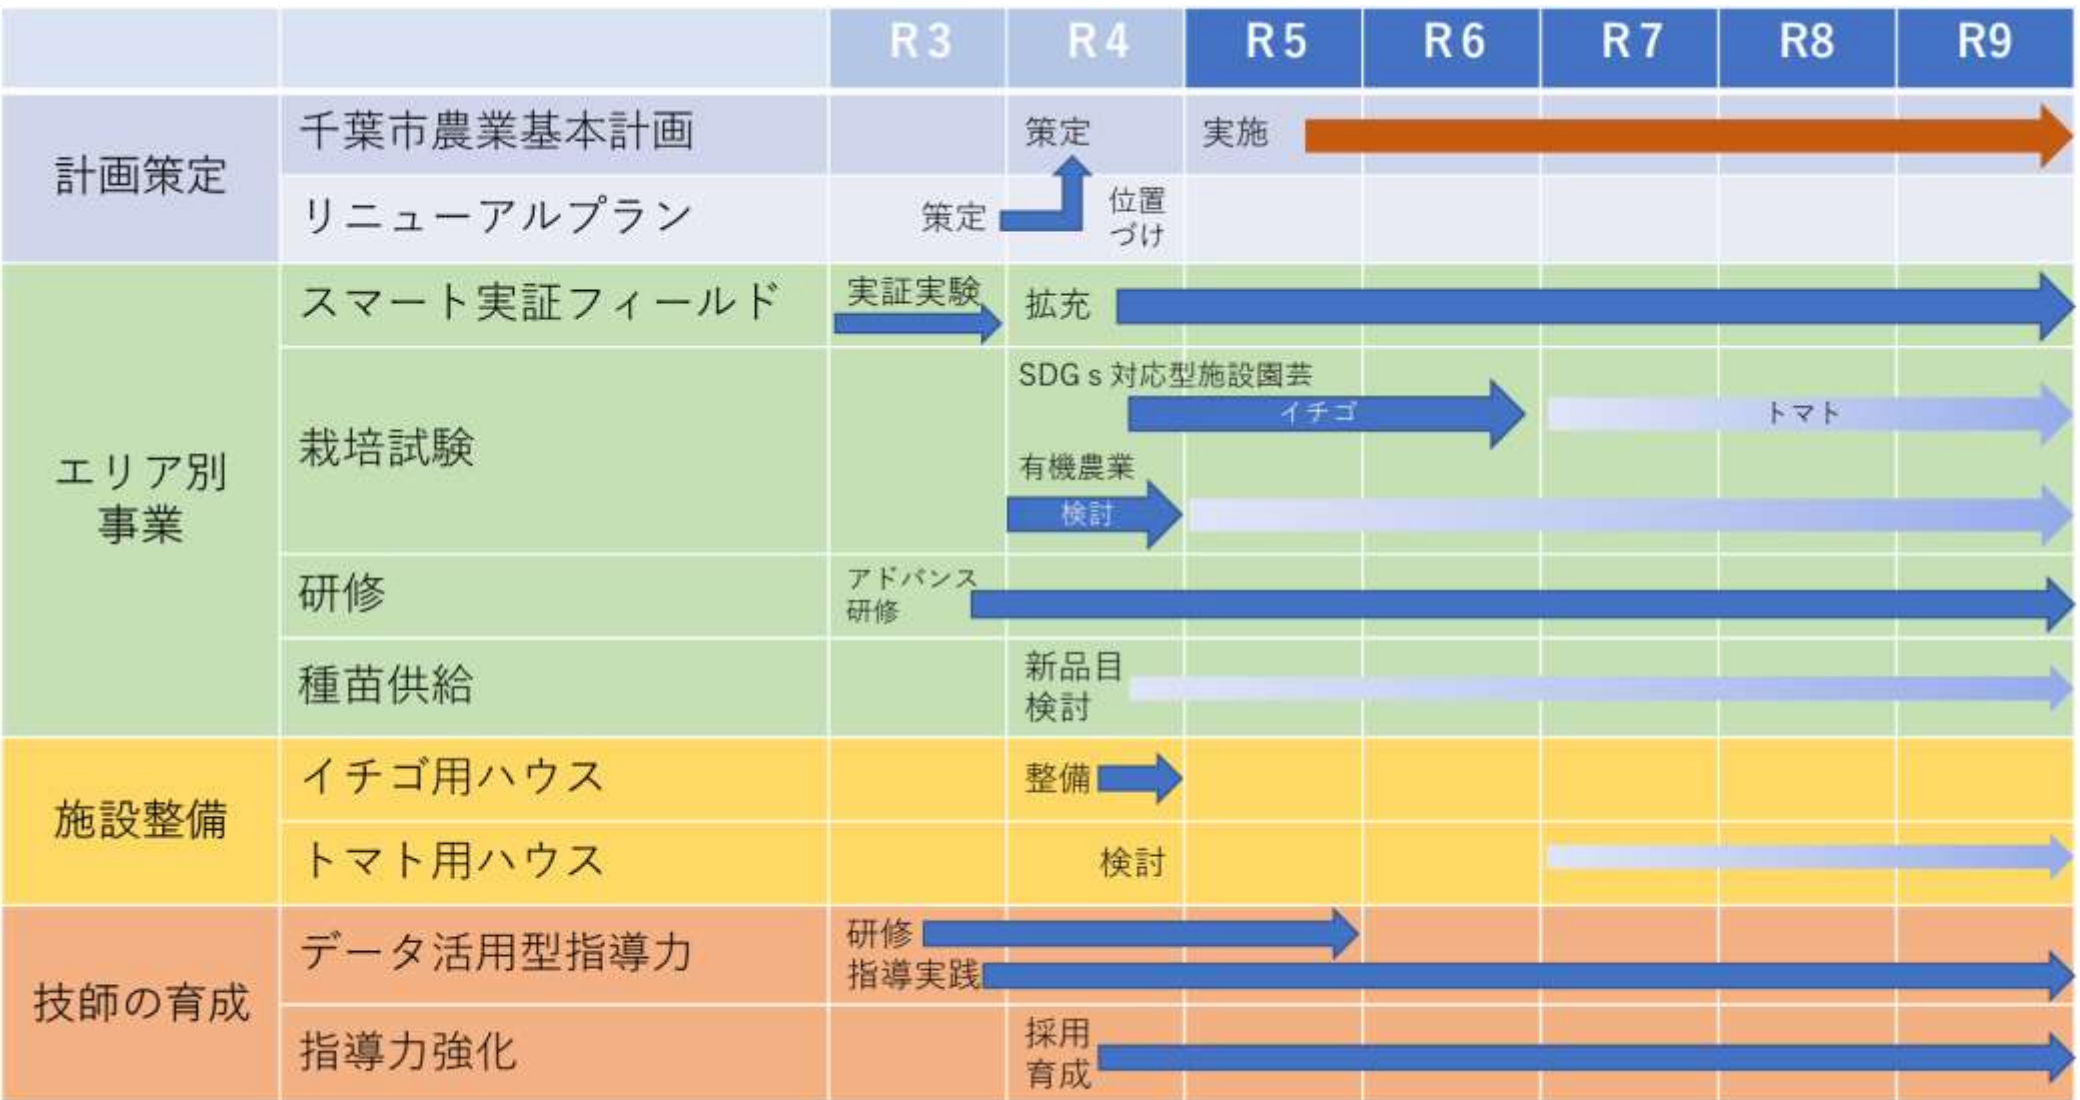 R3 R4 R5 R6 R7 R8 R9
計画策定
千葉市農業基本計画
策定
実施
リニューアルプラン
策定
位置
づけ
エリア別
事業
スマート実証フィールド
実証実験
拡充
栽培試験
SDGs対応型施設園芸
イチゴ
トマト
有機農業
検討
研修
アドバンス
研修
種苗供給
新品目
検討
施設整備
イチゴ用ハウス
整備
トマト用ハウス
検討
技師の育成
データ活用型指導力
研修
指導実践
指導力強化
採用
育成